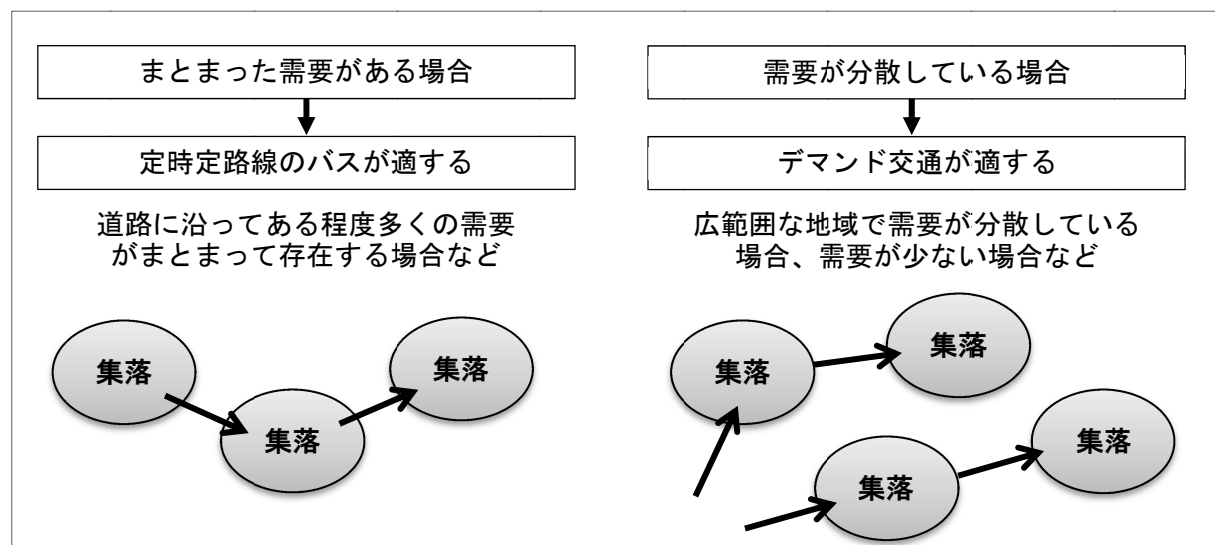 まとまった需要がある場合
定時定路線のバスが適する
道路に沿ってある程度多くの需要
がまとまって存在する場合など
集落
集落
集落
需要が分散している場合
デマンド交通が適する
広範囲な地域で需要が分散している
場合、需要が少ない場合など
集落
集落
集落
集落